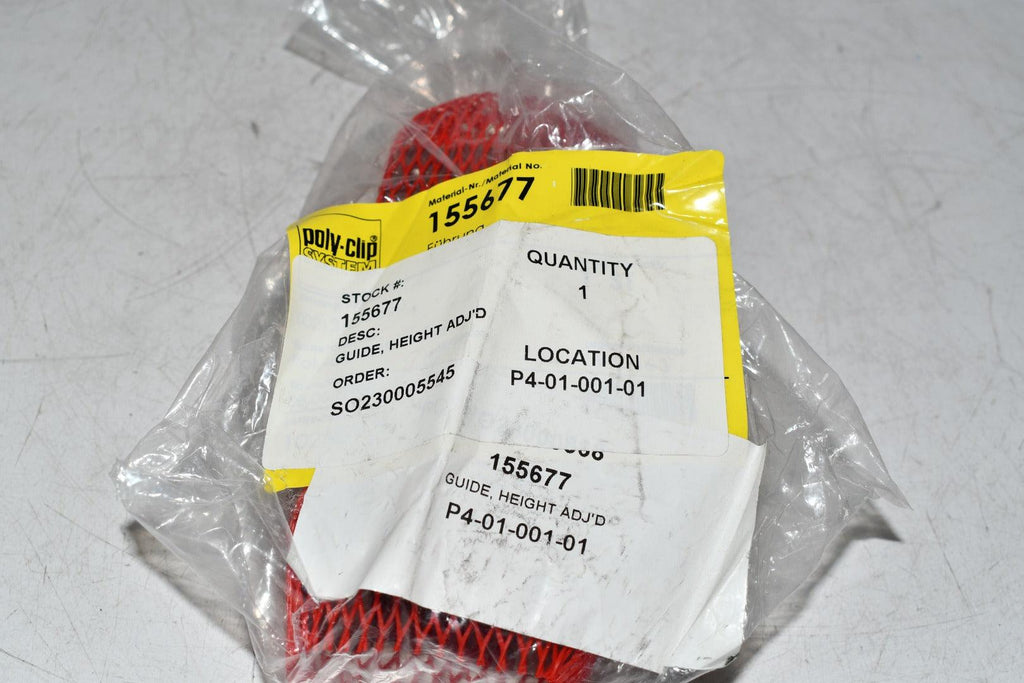 Material-Nr./Material No.
155677
Führung
poly-clip®
SYSTEM
STOCK #:
155677
DESC:
GUIDE, HEIGHT ADJ'D
ORDER:
SO230005545
QUANTITY
1
LOCATION
P4-01-001-01
155677
GUIDE, HEIGHT ADJ'D
P4-01-001-01